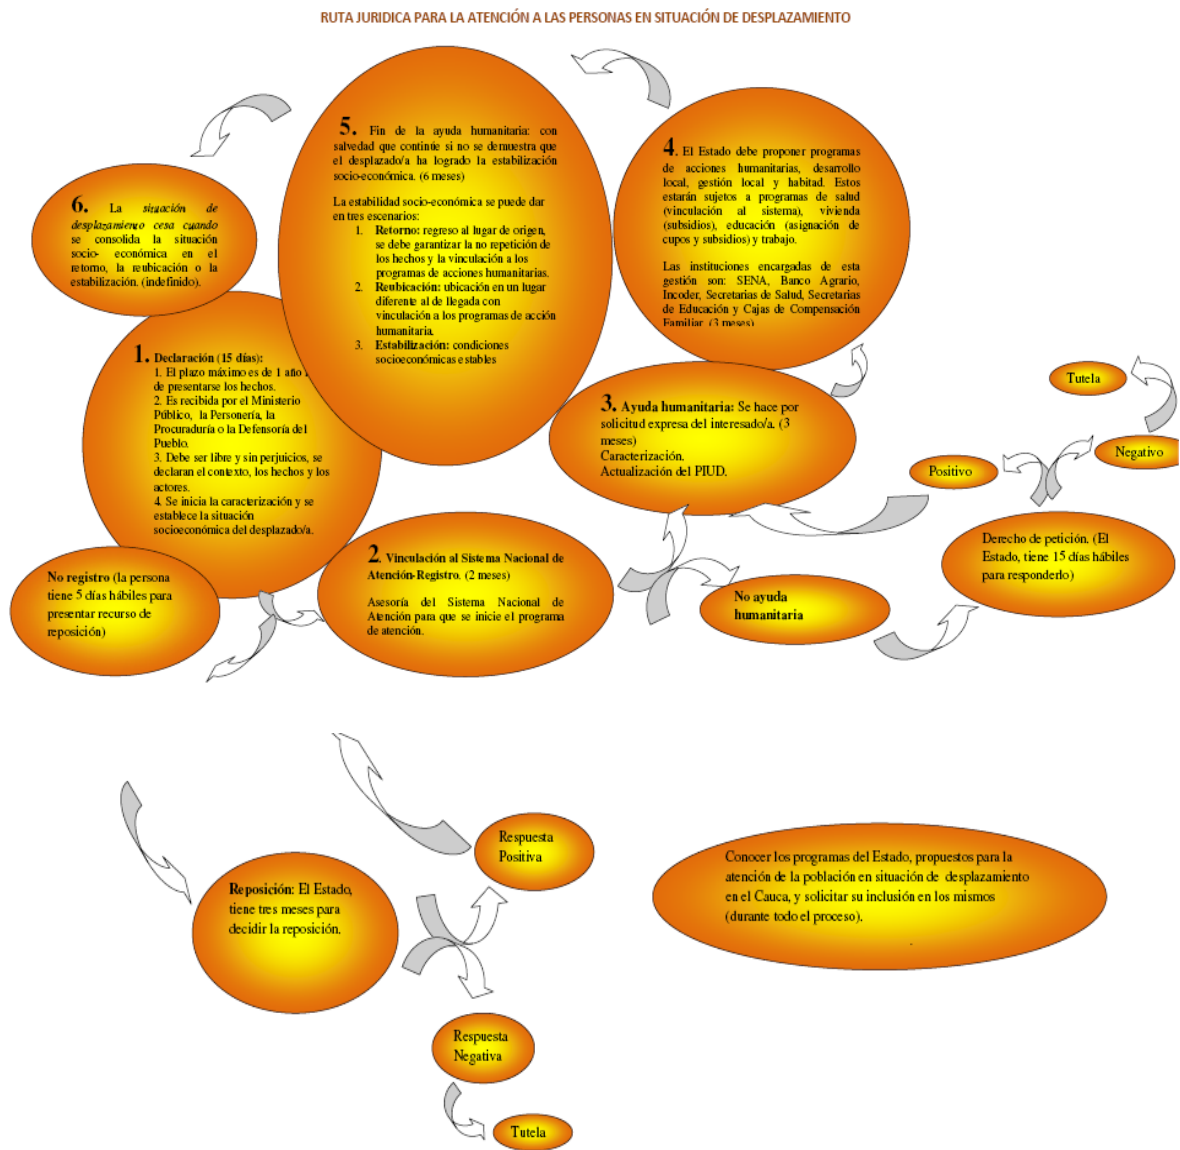 RUTA JURIDICA PARA LA ATENCIÓN A LAS PERSONAS EN SITUACIÓN DE DESPLAZAMIENTO
5. Fin de la ayuda humanitaria: con
salvedad que continúe si no se demuestra que
el desplazado/a ha logrado la estabilización
socio-económica. (6 meses)
La estabilidad socio-económica se puede dar
en tres escenarios:
1. Retorno: regreso al lugar de origen,
se debe garantizar la no repetición de
los hechos y la vinculación a los
programas de acciones humanitarias.
2. Reubicación: ubicación en un lugar
diferente al de llegada con
vinculación a los programas de acción
humanitaria.
3. Estabilización: condiciones
socioeconómicas estables
4. El Estado debe proponer programas
de acciones humanitarias, desarrollo
local, gestión local y habitad. Estos
estarán sujetos a programas de salud
(vinculación al sistema), vivienda
(subsidios), educación (asignación de
cupos y subsidios) y trabajo.
Las instituciones encargadas de esta
gestión son: SENA, Banco Agrario,
Incoder, Secretarias de Salud, Secretarias
de Educación y Cajas de Compensación
Familiar. (3 meses)
6. La situación de
desplazamiento cesa cuando
se consolida la situación
socio- económica en el
retorno, la reubicación o la
estabilización. (indefinido).
1. Declaración (15 días):
1. El plazo máximo es de 1 año
de presentarse los hechos.
2. Es recibida por el Ministerio
Público, la Personería, la
Procuraduría o la Defensoría del
Pueblo.
3. Debe ser libre y sin perjuicios, se
declaran el contexto, los hechos y los
actores.
4. Se inicia la caracterización y se
establece la situación
socioeconómica del desplazado/a.
3. Ayuda humanitaria: Se hace por
solicitud expresa del interesado/a. (3
meses)
Caracterización.
Actualización del PIUD.
Tutela
Negativo
Positivo
Derecho de petición. (El
Estado, tiene 15 días hábiles
para responderlo)
No registro (la persona
tiene 5 días hábiles para
presentar recurso de
reposición)
2. Vinculación al Sistema Nacional de
Atención-Registro. (2 meses)
Asesoría del Sistema Nacional de
Atención para que se inicie el programa
de atención.
No ayuda
humanitaria
Respuesta
Positiva
Reposición: El Estado,
tiene tres meses para
decidir la reposición.
Conocer los programas del Estado, propuestos para la
atención de la población en situación de desplazamiento
en el Cauca, y solicitar su inclusión en los mismos
(durante todo el proceso).
Respuesta
Negativa
Tutela